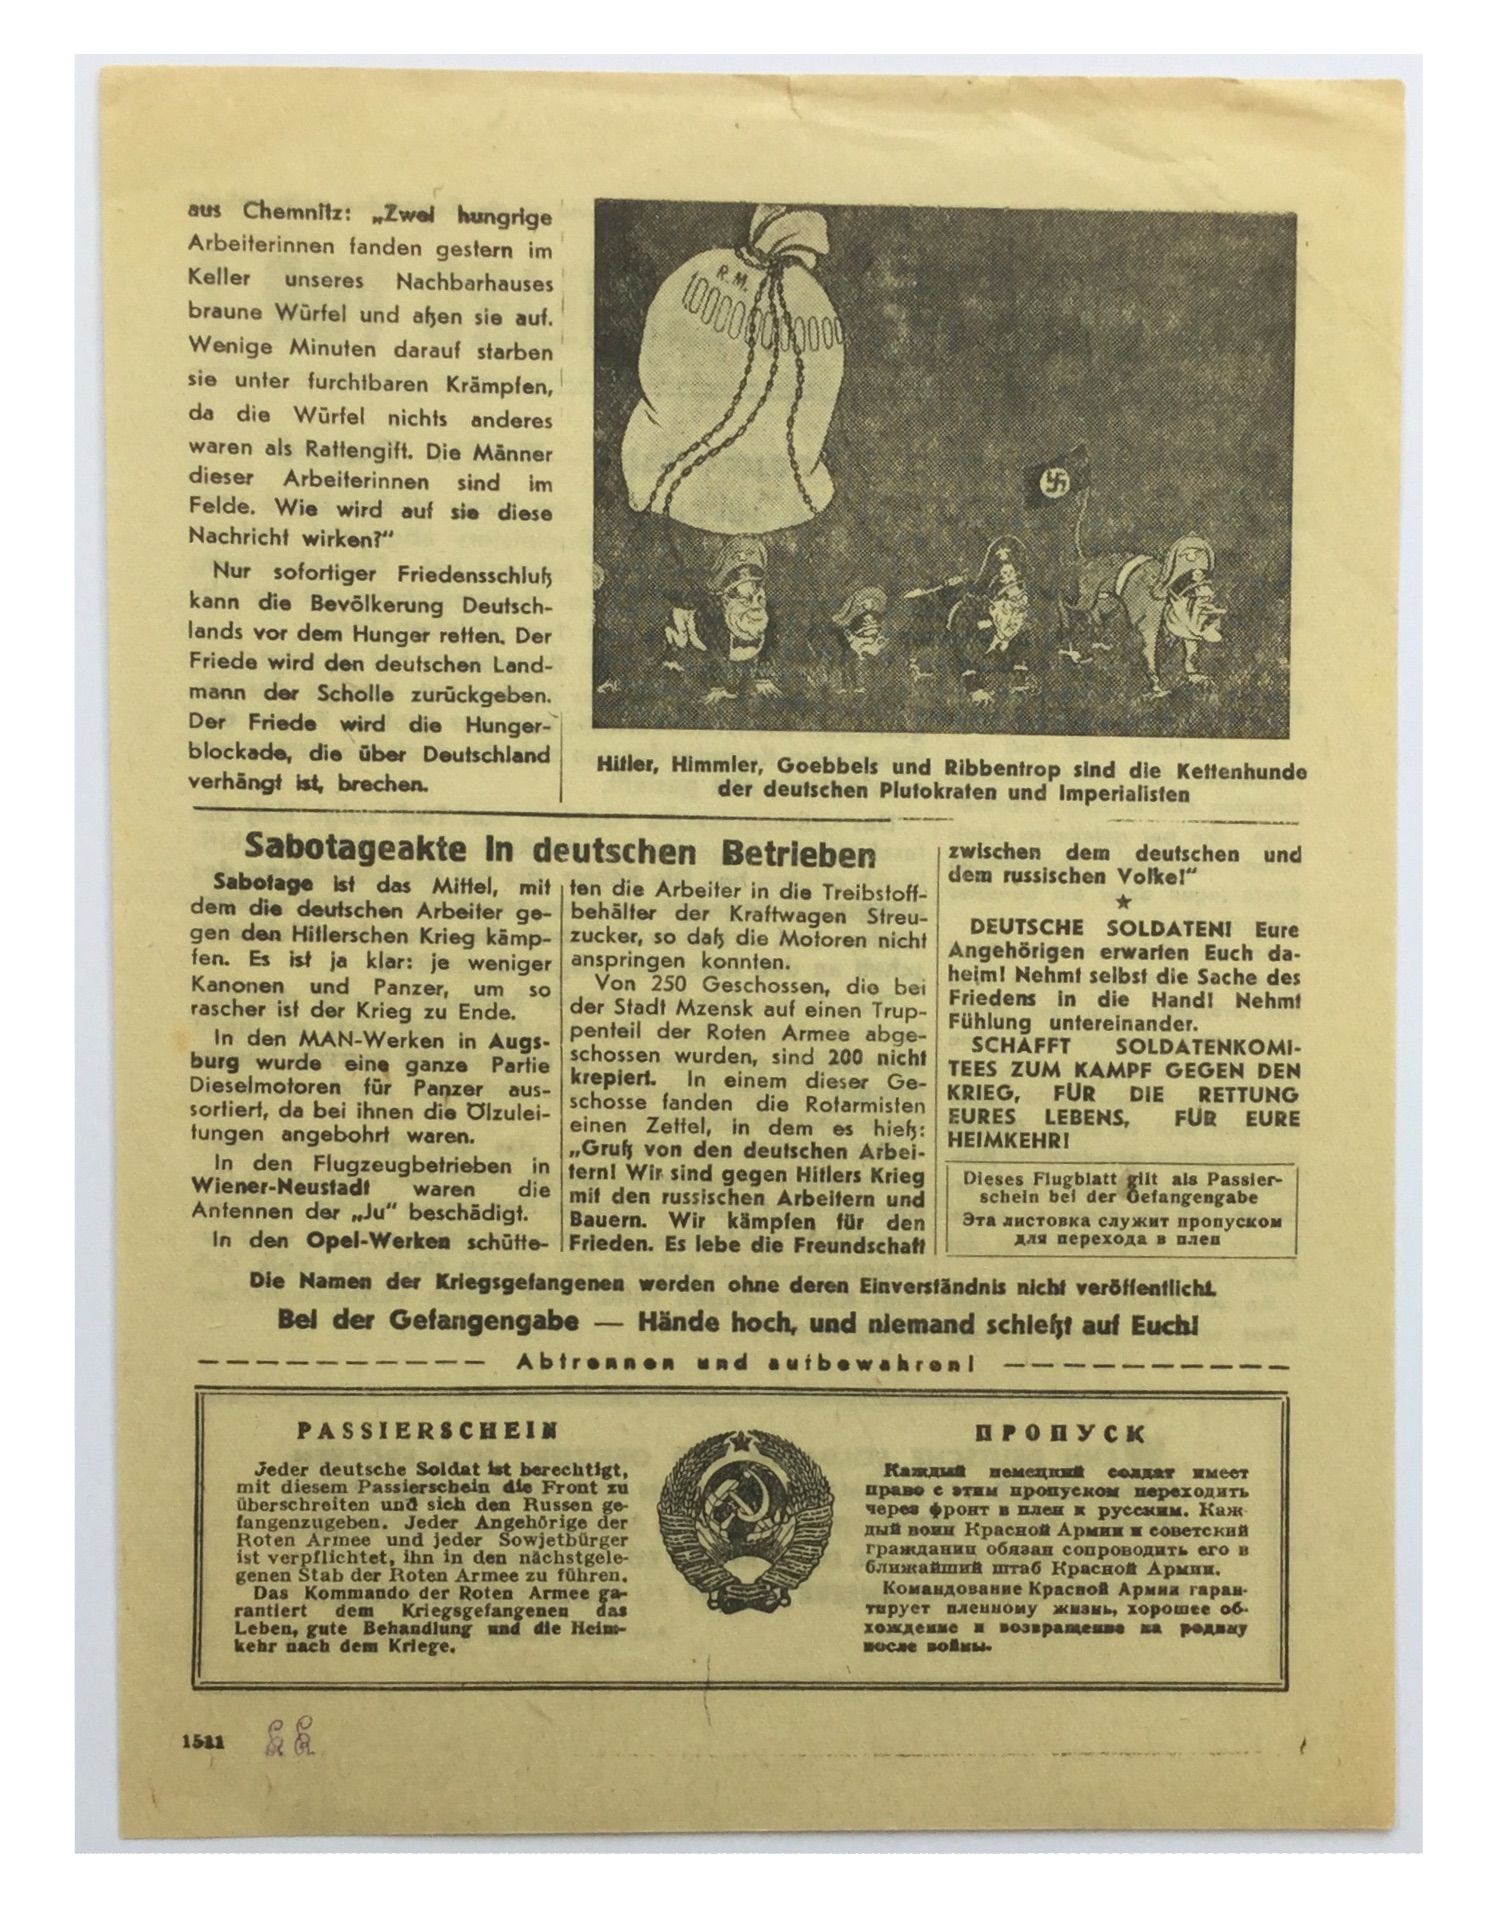 aus Chemnitz: „Zwei hungrige
Arbeiterinnen fanden gestern im
Keller unseres Nachbarhauses
braune Würfel und aßen sie auf.
Wenige Minuten darauf starben
sie unter furchtbaren Krämpfen,
da die Würfel nichts anderes
waren als Rattengift. Die Männer
dieser Arbeiterinnen sind im
Felde. Wie wird auf sie diese
Nachricht wirken?“
Nur sofortiger Friedensschluß
kann die Bevölkerung Deutsch-
lands vor dem Hunger retten. Der
Friede wird den deutschen Land-
mann der Scholle zurückgeben.
Der Friede wird die Hunger-
blockade, die über Deutschland
verhängt ist, brechen.
R.M.
Hitler, Himmler, Goebbels und Ribbentrop sind die Kettenhunde
der deutschen Plutokraten und Imperialisten
Sabotageakte in deutschen Betrieben
Sabotage ist das Mittel, mit
dem die deutschen Arbeiter ge-
gen den Hitlerschen Krieg kämp-
fen. Es ist ja klar: je weniger
Kanonen und Panzer, um so
rascher ist der Krieg zu Ende.
In den MAN-Werken in Augs-
burg wurde eine ganze Partie
Dieselmotoren für Panzer aus-
sortiert, da bei ihnen die Ölzulei-
tungen angebohrt waren.
In den Flugzeugbetrieben in
Wiener-Neustadt waren die
Antennen der „Ju“ beschädigt.
In den Opel-Werken schütte-
ten die Arbeiter in die Treibstoff-
behälter der Kraftwagen Streu-
zucker, so daß die Motoren nicht
anspringen konnten.
Von 250 Geschossen, die bei
der Stadt Mzensk auf einen Trup-
penteil der Roten Armee abge-
schossen wurden, sind 200 nicht
krepiert. In einem dieser Ge-
schosse fanden die Rotarmisten
einen Zettel, in dem es hieß:
„Gruß von den deutschen Arbei-
tern! Wir sind gegen Hitlers Krieg
mit den russischen Arbeitern und
Bauern. Wir kämpfen für den
Frieden. Es lebe die Freundschaft
zwischen dem deutschen und
dem russischen Volke!“
★
DEUTSCHE SOLDATEN! Eure
Angehörigen erwarten Euch da-
heim! Nehmt selbst die Sache des
Friedens in die Hand! Nehmt
Fühlung untereinander.
SCHAFFT SOLDATENKOMI-
TEES ZUM KAMPF GEGEN DEN
KRIEG, FÜR DIE RETTUNG
EURES LEBENS, FÜR EURE
HEIMKEHR!
Dieses Flugblatt gilt als Passier-
schein bei der Gefangengabe
Эта листовка служит пропуском
для перехода в плен
Die Namen der Kriegsgefangenen werden ohne deren Einverständnis nicht veröffentlicht.
Bei der Gefangengabe — Hände hoch, und niemand schießt auf Euch!
Abtrennen und aufbewahren!
PASSIERSCHEIN
Jeder deutsche Soldat ist berechtigt,
mit diesem Passierschein die Front zu
überschreiten und sich den Russen ge-
fangenzugeben. Jeder Angehörige der
Roten Armee und jeder Sowjetbürger
ist verpflichtet, ihn in den nächstgele-
genen Stab der Roten Armee zu führen.
Das Kommando der Roten Armee ga-
rantiert dem Kriegsgefangenen das
Leben, gute Behandlung und die Heim-
kehr nach dem Kriege.
ПРОПУСК
Каждый немецкий солдат имеет
право с этим пропуском переходить
через фронт в плен к русским. Каж-
дый воин Красной Армии и советский
гражданин обязан сопроводить его в
ближайший штаб Красной Армии.
Командование Красной Армии гаран-
тирует пленному жизнь, хорошее об-
хождение и возвращение на родину
после войны.
1511